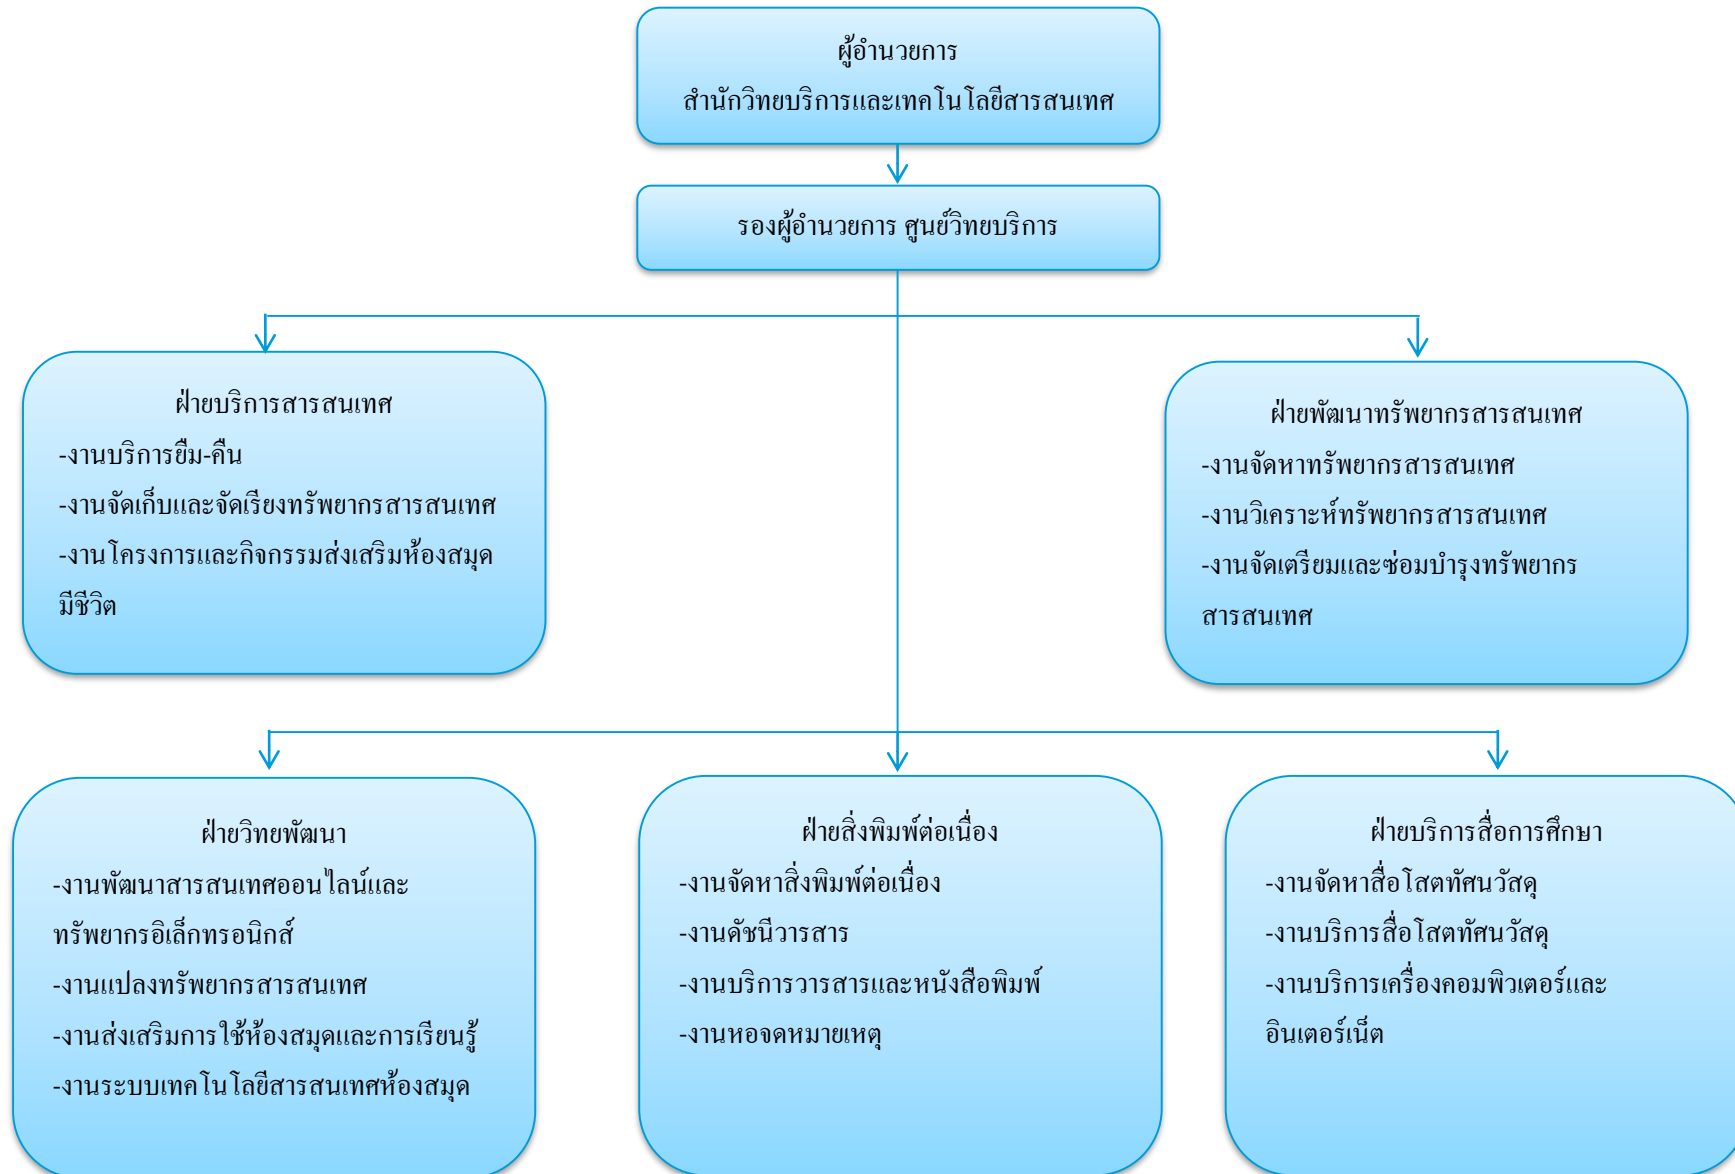 ผู้อำนวยการ
สำนักวิทยบริการและเทคโนโลยีสารสนเทศ
รองผู้อำนวยการ ศูนย์วิทยบริการ
ฝ่ายบริการสารสนเทศ
-งานบริการยืม-คืน
-งานจัดเก็บและจัดเรียงทรัพยากรสารสนเทศ
-งานโครงการและกิจกรรมส่งเสริมห้องสมุด
มีชีวิต
ฝ่ายพัฒนาทรัพยากรสารสนเทศ
-งานจัดหาทรัพยากรสารสนเทศ
-งานวิเคราะห์ทรัพยากรสารสนเทศ
-งานจัดเตรียมและซ่อมบำรุงทรัพยากร
สารสนเทศ
ฝ่ายวิทยพัฒนา
-งานพัฒนาสารสนเทศออนไลน์และ
ทรัพยากรอิเล็กทรอนิกส์
-งานแปลงทรัพยากรสารสนเทศ
-งานส่งเสริมการใช้ห้องสมุดและการเรียนรู้
-งานระบบเทคโนโลยีสารสนเทศห้องสมุด
ฝ่ายสิ่งพิมพ์ต่อเนื่อง
-งานจัดหาสิ่งพิมพ์ต่อเนื่อง
-งานดัชนีวารสาร
-งานบริการวารสารและหนังสือพิมพ์
-งานหอจดหมายเหตุ
ฝ่ายบริการสื่อการศึกษา
-งานจัดหาสื่อโสตทัศนวัสดุ
-งานบริการสื่อโสตทัศนวัสดุ
-งานบริการเครื่องคอมพิวเตอร์และ
อินเตอร์เน็ต